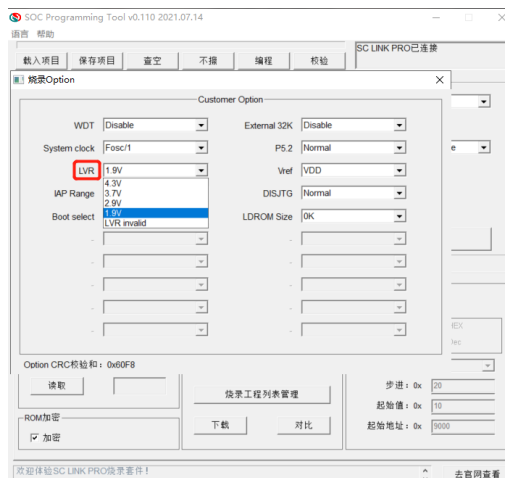 SOC Programming Tool v0.110 2021.07.14
语言 帮助
SC LINK PRO已连接
载入项目 保存项目 查空 不擦 编程 校验
烧录Option
Customer Option
WDT Disable External 32K Disable
System clock Fosc/1 P5.2 Normal
LVR 1.9V Vref VDD
4.3V
3.7V
IAP Range DISJTG Normal
2.9V
1.9V
Boot select LDROM Size 0K
LVR invalid
Option CRC校验和：0x60F8
读取
烧录工程列表管理
步进：0x 20
起始值：0x 10
ROM加密
加密
下载 对比
起始地址：0x 9000
欢迎体验SC LINK PRO烧录套件！
去官网查看